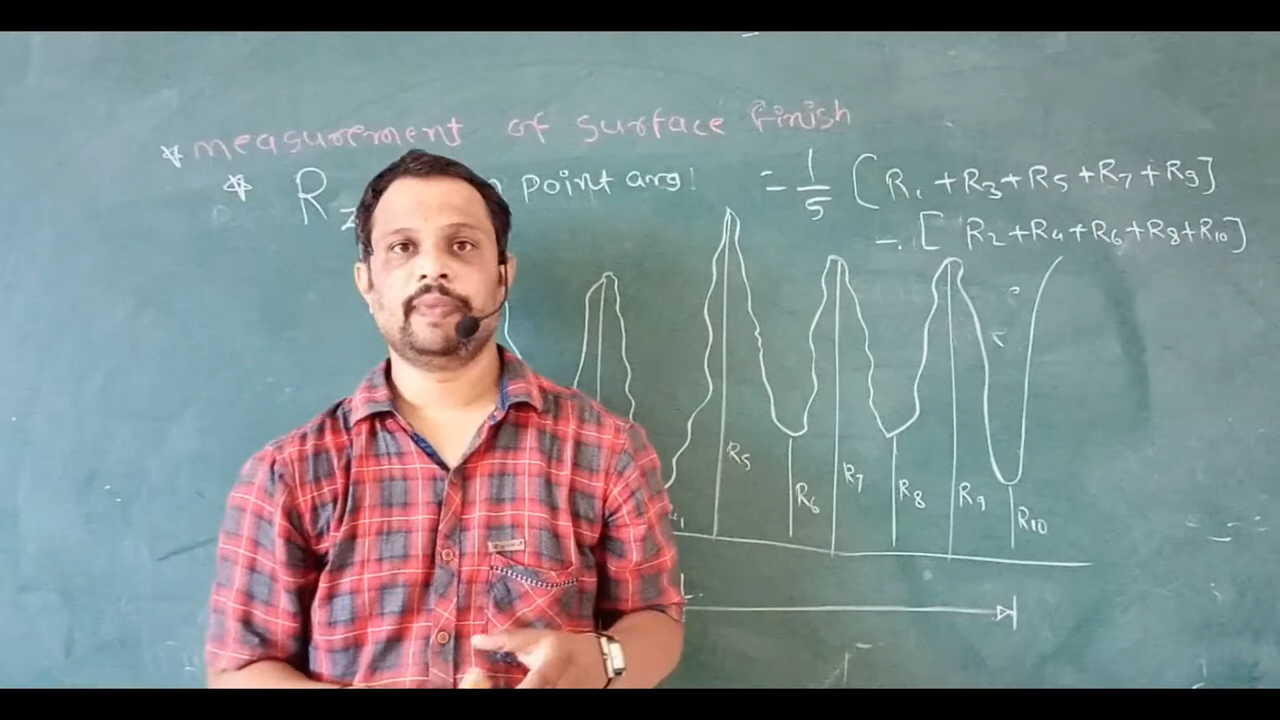 * measurement of surface finish
* Rz point avg! = 1/5 (R1 + R3 + R5 + R7 + R9]
- . [ R2 + R4 + R6 + R8 + R10 ]
R5
R6
R7
R8
R9
R10
L